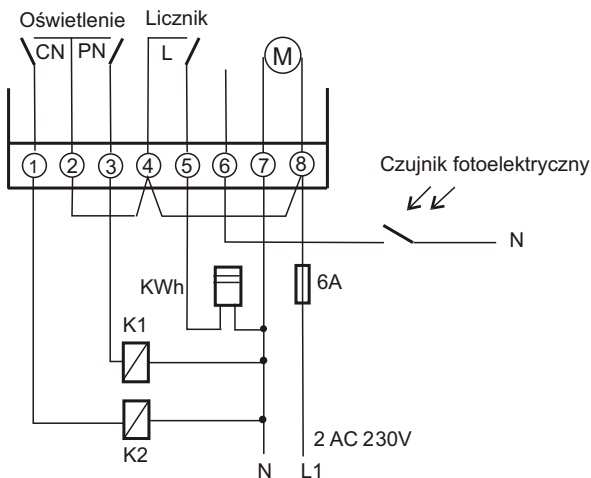 Oświetlenie Licznik
CN PN L M
1 2 3 4 5 6 7 8
Czujnik fotoelektryczny
N
KWh 6A
K1
K2
2 AC 230V
N L1